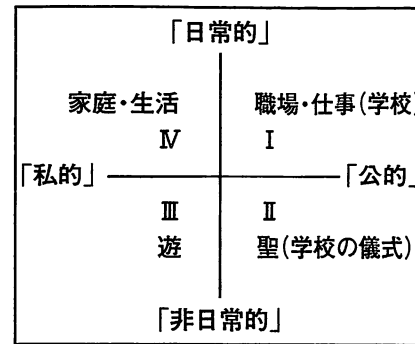 「日常的」
家庭・生活 職場・仕事(学校)
Ⅳ Ⅰ
「私的」 「公的」
Ⅲ Ⅱ
遊 聖(学校の儀式)
「非日常的」